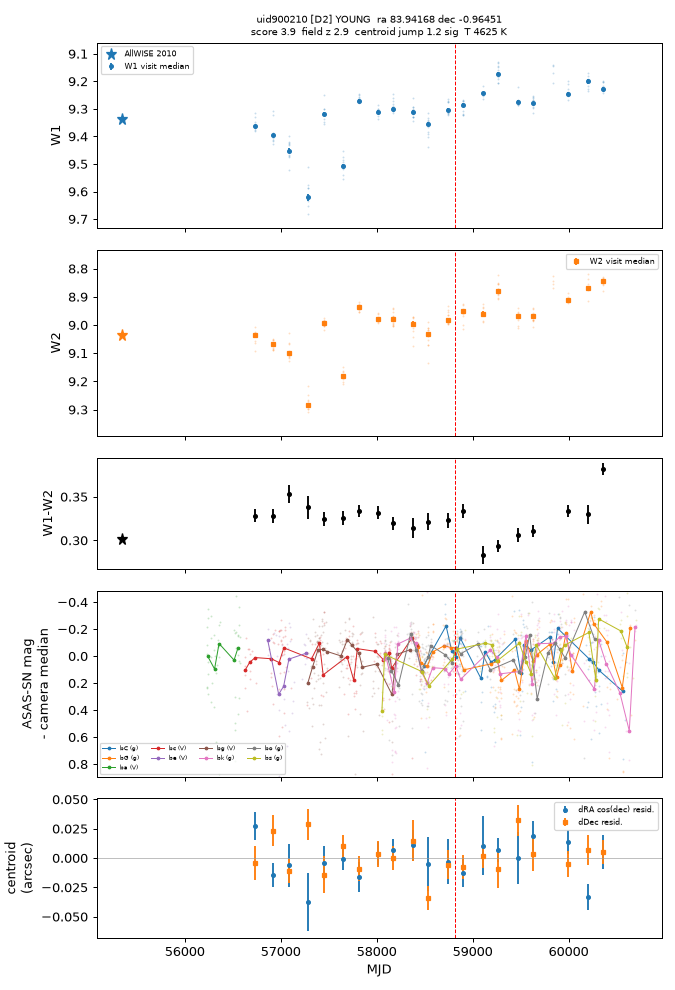 uid900210 [D2] YOUNG ra 83.94168 dec -0.96451
score 3.9 field z 2.9 centroid jump 1.2 sig T 4625 K
AllWISE 2010
W1 visit median
9.1
9.2
9.3
9.4
9.5
9.6
9.7
W1
W2 visit median
8.8
8.9
9.0
9.1
9.2
9.3
W2
0.35
0.30
W1-W2
−0.4
−0.2
0.0
0.2
0.4
0.6
0.8
ASAS-SN mag
- camera median
bC (g)
bG (g)
ba (V)
bc (V)
be (V)
bg (V)
bk (g)
bo (g)
bs (g)
dRA cos(dec) resid.
dDec resid.
0.050
0.025
0.000
−0.025
−0.050
centroid
(arcsec)
56000
57000
58000
59000
60000
MJD